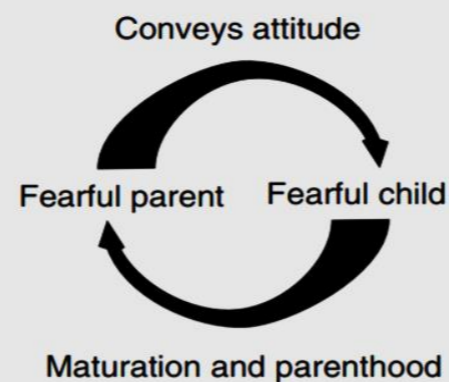 Conveys attitude
Fearful parent Fearful child
Maturation and parenthood